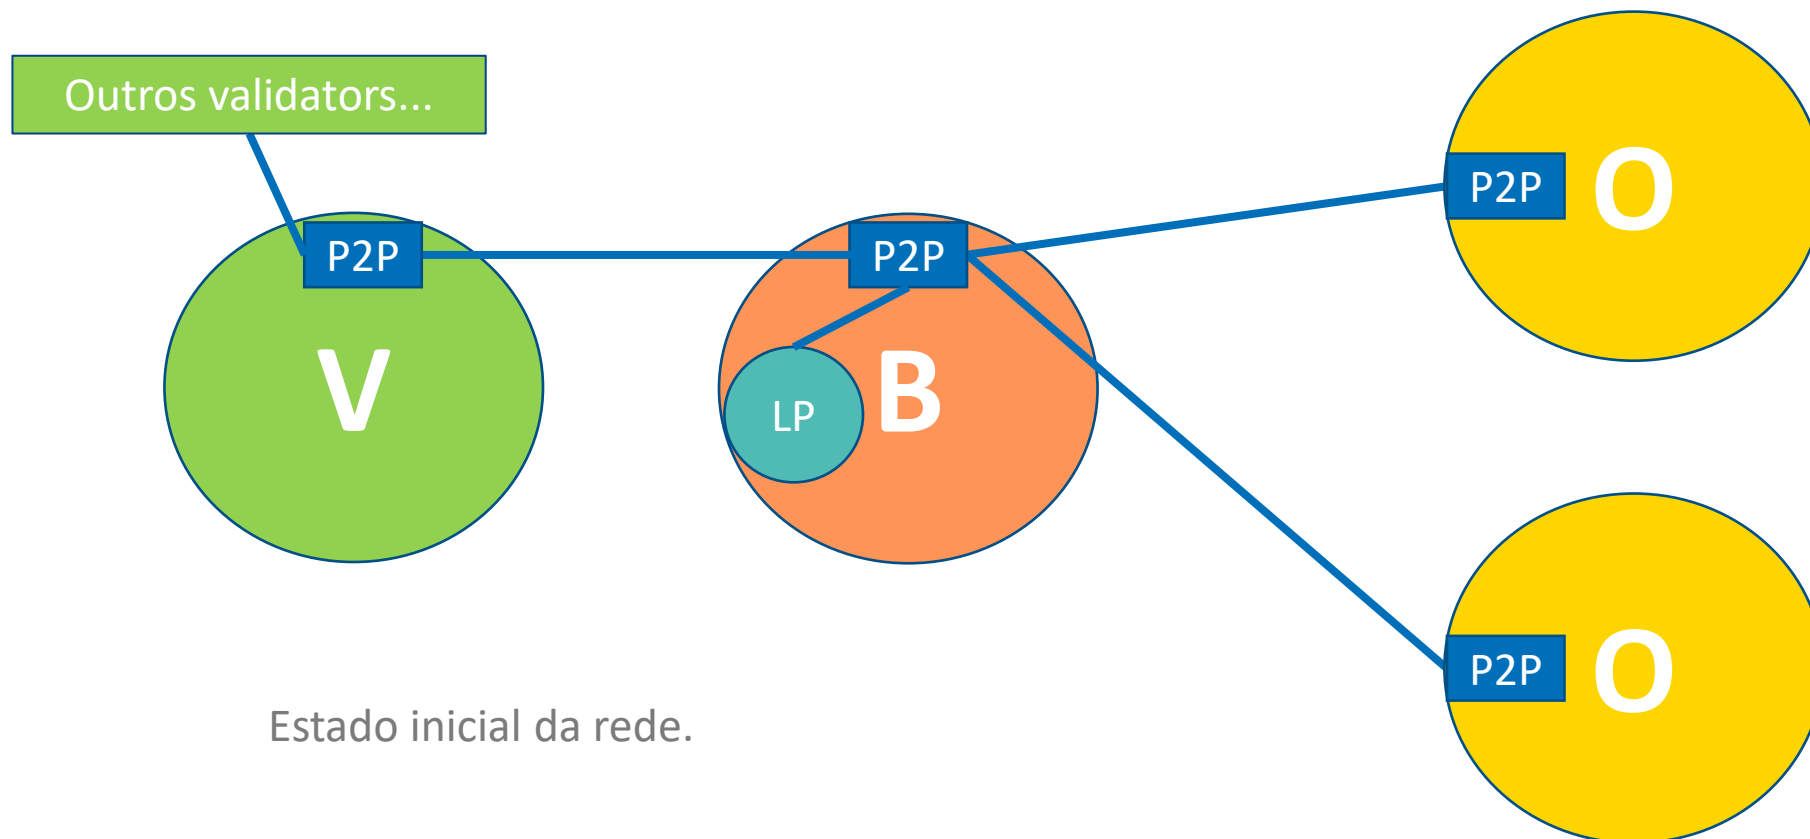 Outros validators...
P2P
V
P2P
LP
B
P2P
O
P2P
O
Estado inicial da rede.